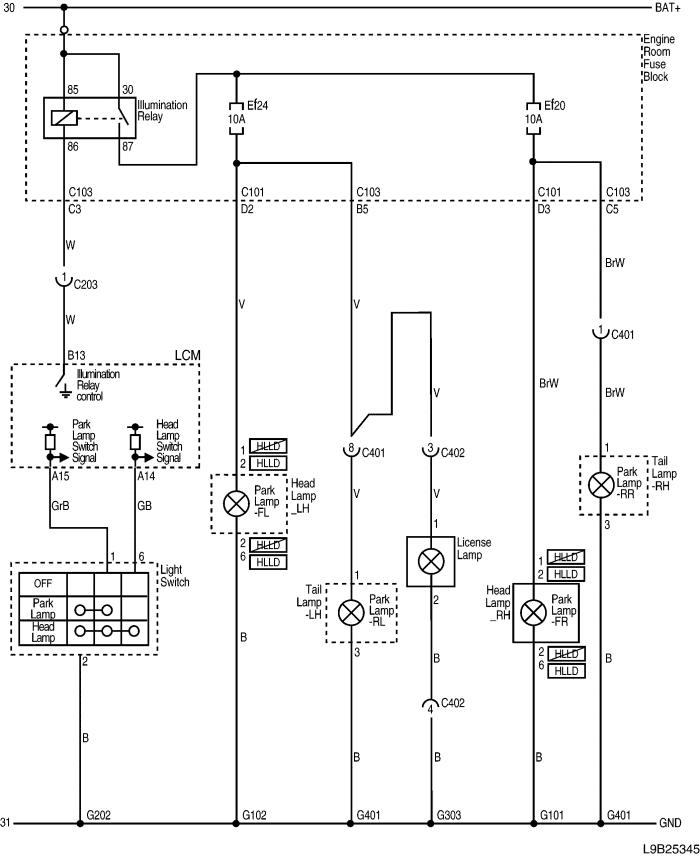 30
BAT+
Engine
Room
Fuse
Block
85
30
Illumination
Relay
86
87
Ef24
10A
Ef20
10A
C103
C3
C101
D2
C103
B5
C101
D3
C103
C5
W
1
C203
W
BrW
1
C401
BrW
V
V
V
BrW
B13
LCM
Illumination
Relay
control
Park
Lamp
Switch
Signal
Head
Lamp
Switch
Signal
A15
A14
GrB
GB
8
C401
3
C402
V
V
1
HLLD
2
HLLD
Park
Lamp
-FL
Head
Lamp
_LH
2
HLLD
6
HLLD
1
Park
Lamp
-RR
Tail
Lamp
-RH
3
1
License
Lamp
2
1
6
Light
Switch
OFF
Park
Lamp
Head
Lamp
2
1
Tail
Lamp
-LH
Park
Lamp
-RL
3
1
HLLD
2
HLLD
Head
Lamp
_RH
Park
Lamp
-FR
2
HLLD
6
HLLD
B
B
B
C402
4
B
B
B
B
B
31
G202
G102
G401
G303
G101
G401
GND
L9B25345